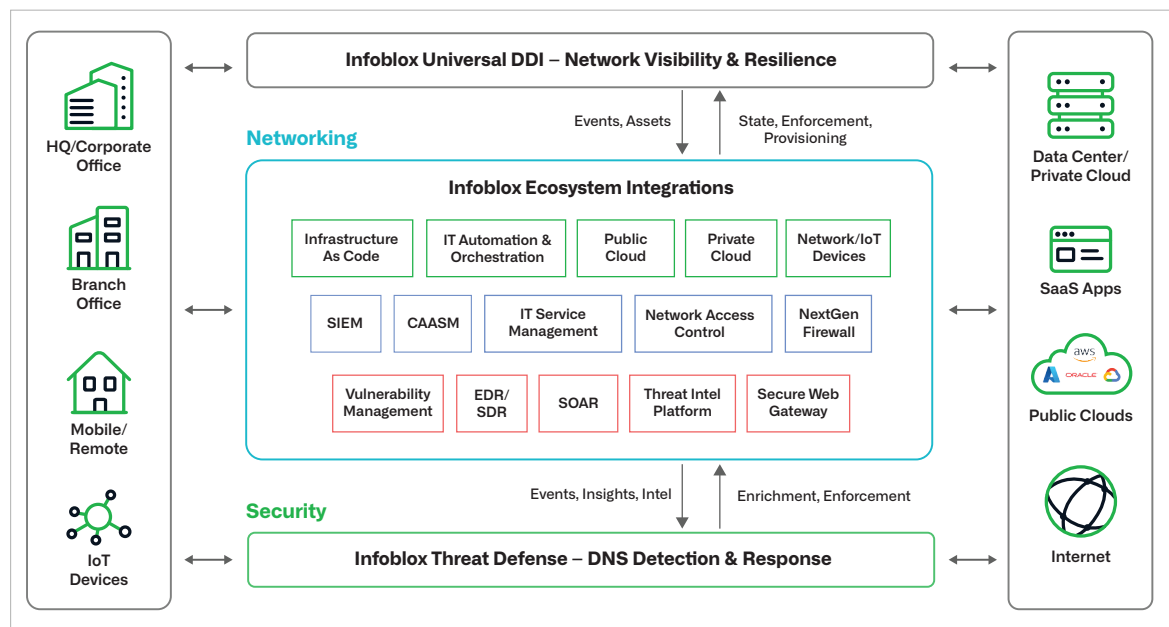 Infoblox Universal DDI – Network Visibility & Resilience
HQ/Corporate
Office
Branch
Office
Mobile/
Remote
IoT
Devices
Events, Assets
State, Enforcement,
Provisioning
Networking
Infoblox Ecosystem Integrations
Infrastructure
As Code
IT Automation &
Orchestration
Public
Cloud
Private
Cloud
Network/IoT
Devices
SIEM
CAASM
IT Service
Management
Network Access
Control
NextGen
Firewall
Vulnerability
Management
EDR/
SDR
SOAR
Threat Intel
Platform
Secure Web
Gateway
Events, Insights, Intel
Enrichment, Enforcement
Security
Infoblox Threat Defense – DNS Detection & Response
Data Center/
Private Cloud
SaaS Apps
aws
ORACLE
Public Clouds
Internet